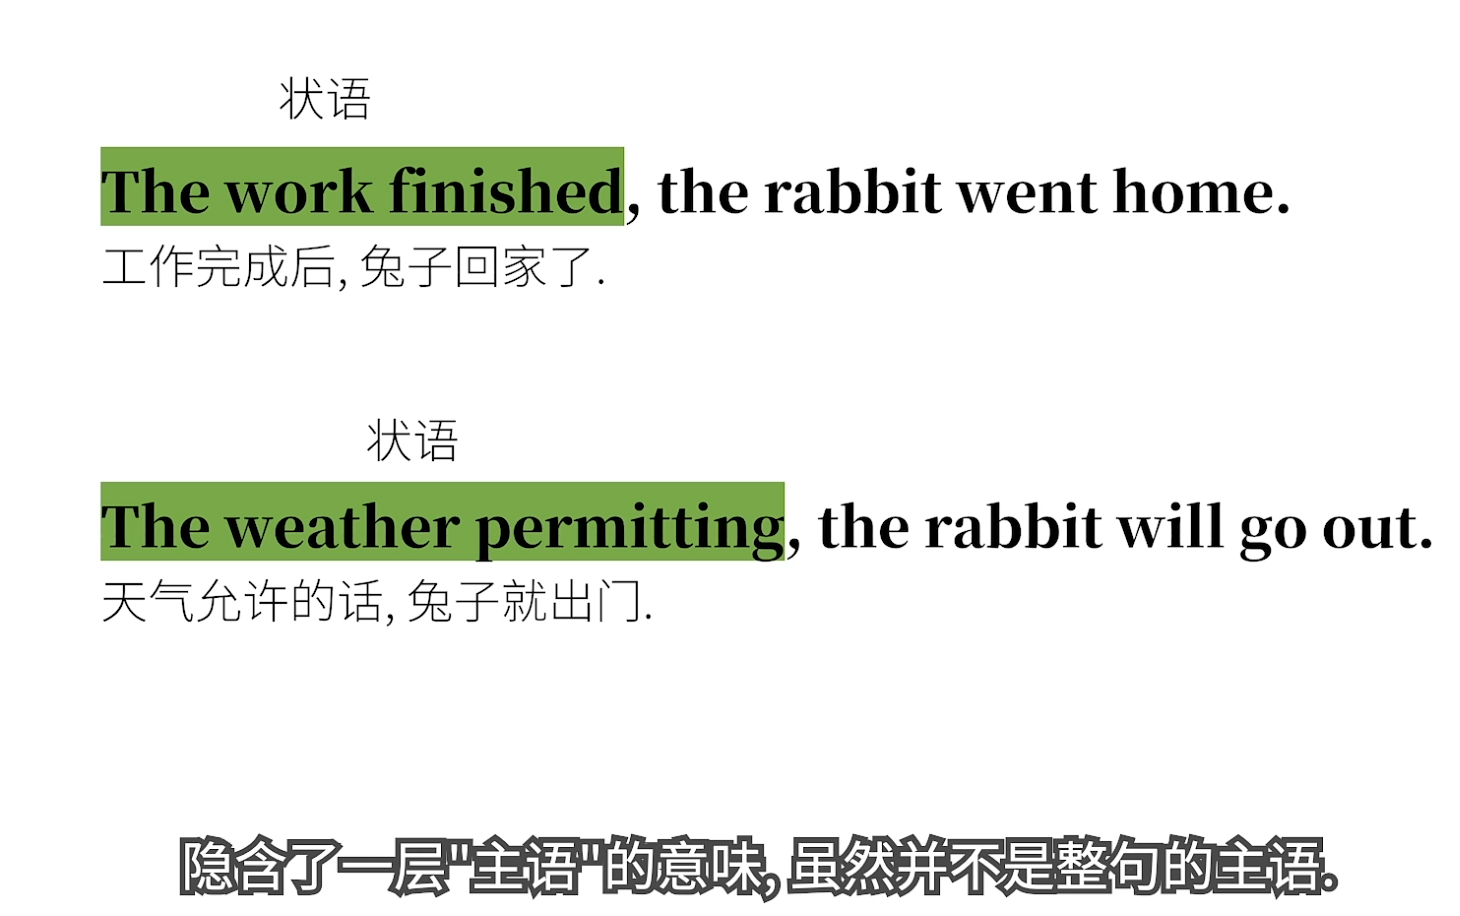 状语
The work finished, the rabbit went home.
工作完成后, 兔子回家了.
状语
The weather permitting, the rabbit will go out.
天气允许的话, 兔子就出门.
隐含了一层"主语"的意味, 虽然并不是整句的主语.